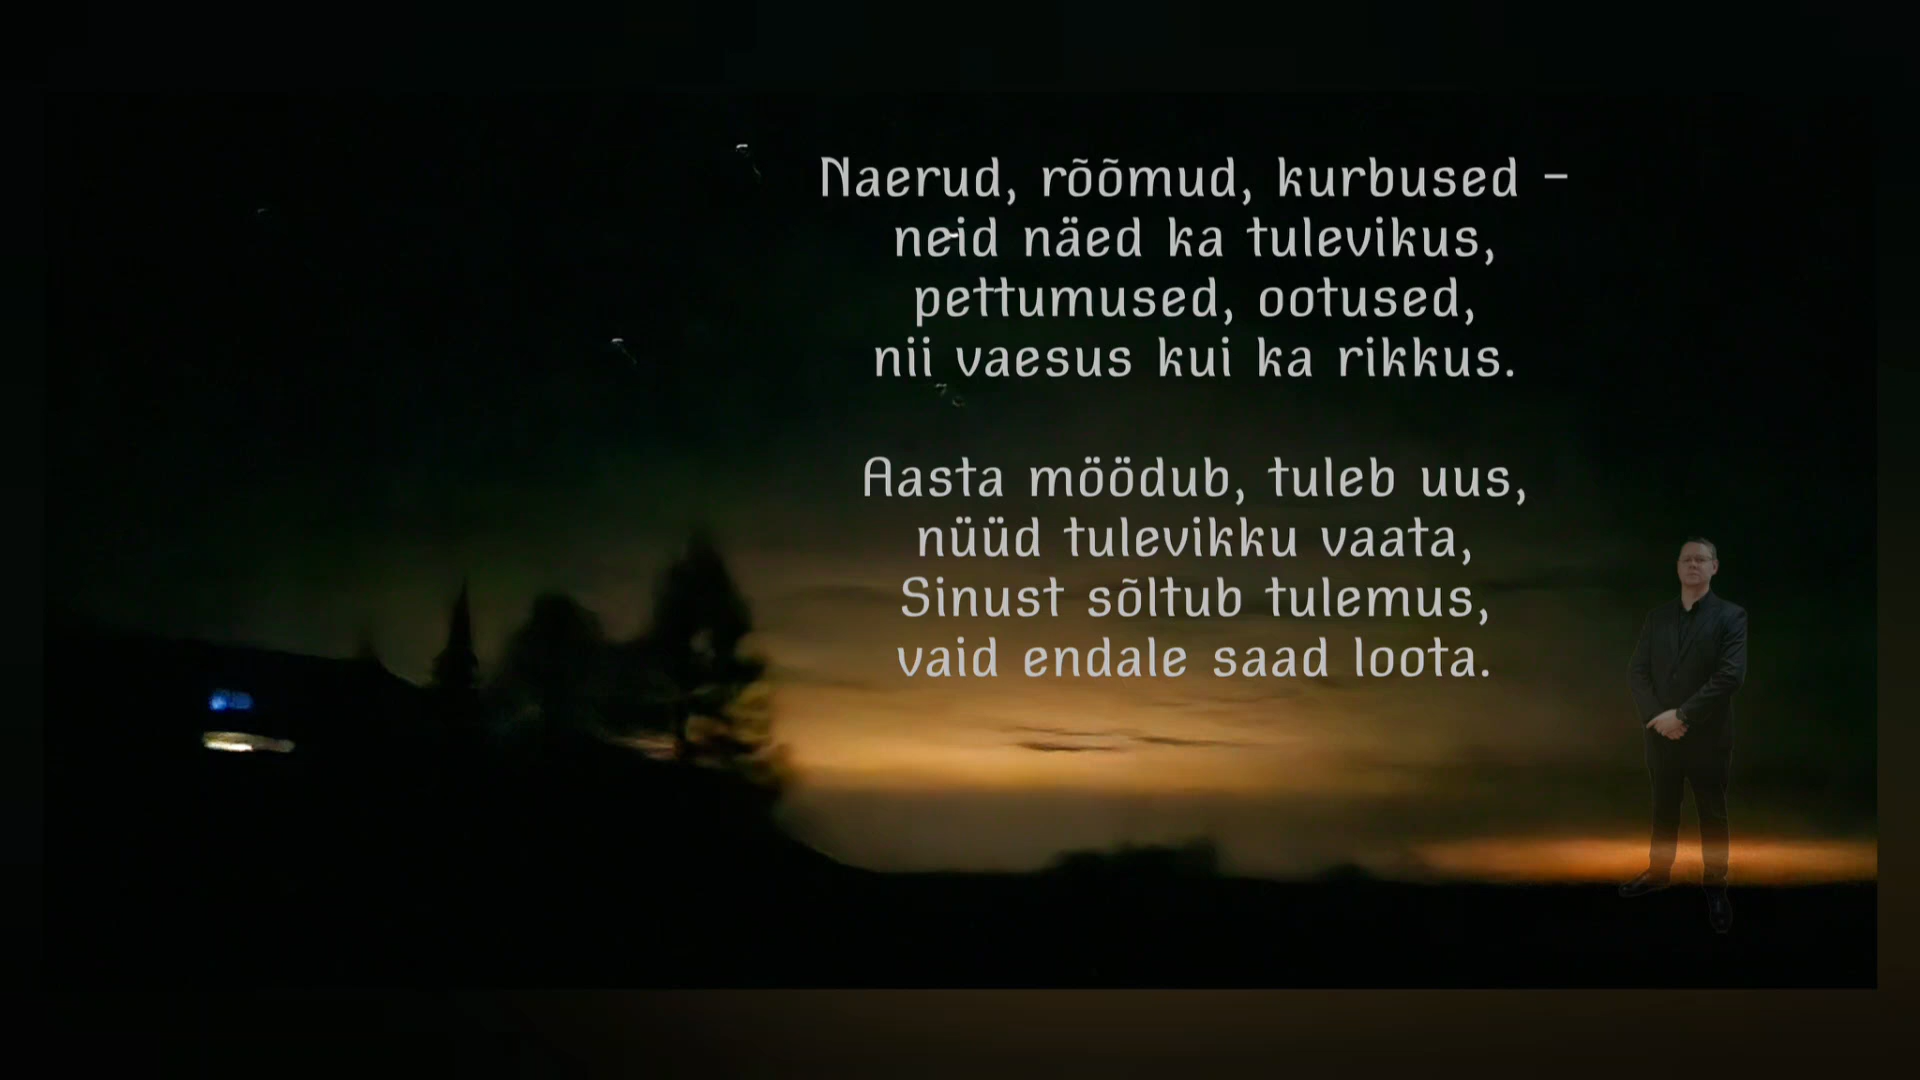 Naerud, rõõmud, kurbused –
neid näed ka tulevikus,
pettumused, ootused,
nii vaesus kui ka rikkus.
Aasta möödub, tuleb uus,
nüüd tulevikku vaata,
Sinust sõltub tulemus,
vaid endale saad loota.